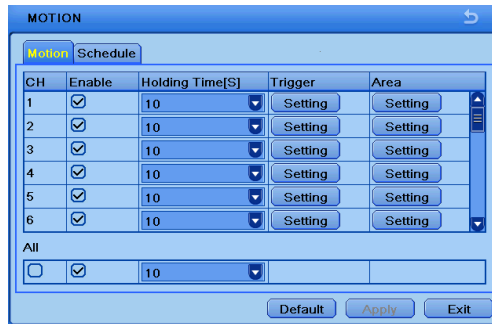 MOTION
Motion Schedule
CH Enable Holding Time[S] Trigger Area
1 10 Setting Setting
2 10 Setting Setting
3 10 Setting Setting
4 10 Setting Setting
5 10 Setting Setting
6 10 Setting Setting
All
10
Default Apply Exit